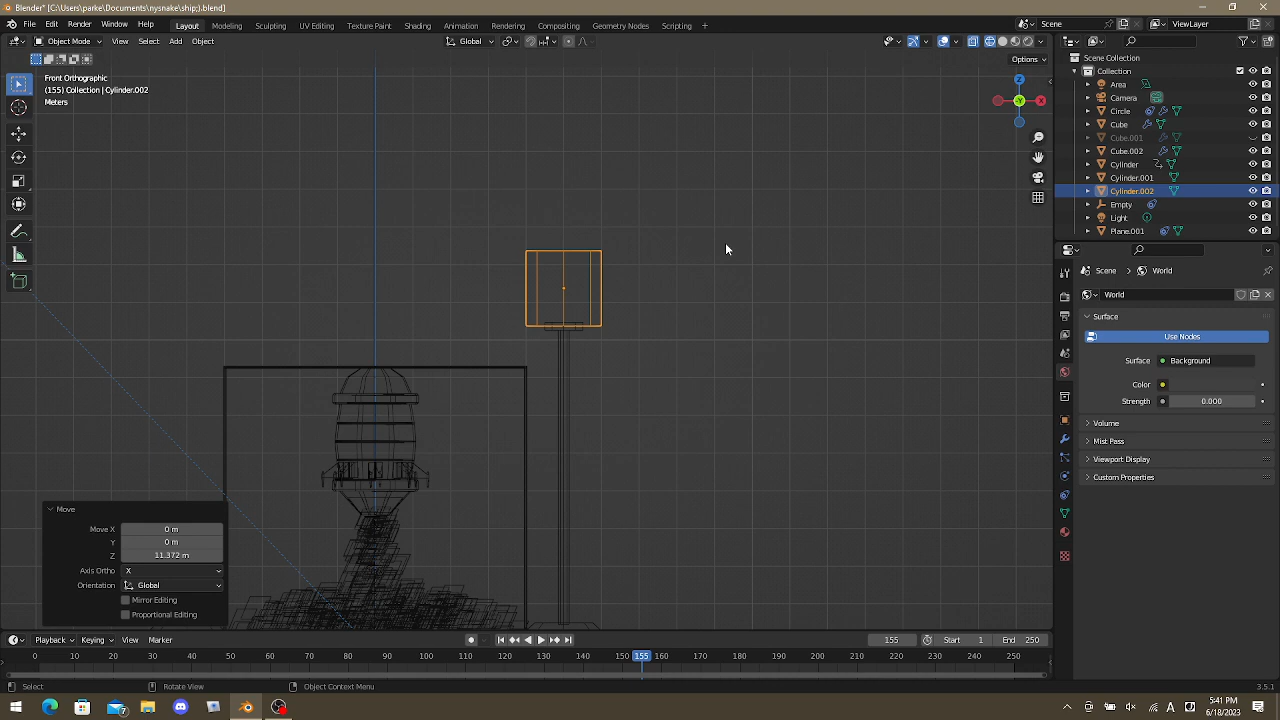 Blender* [C:\Users\parke\Documents\nysnake\ship;).blend]
File Edit Render Window Help Layout Modeling Sculpting UV Editing Texture Paint Shading Animation Rendering Compositing Geometry Nodes Scripting + Scene ViewLayer
Object Mode View Select Add Object Global
Options
Front Orthographic
(155) Collection | Cylinder.002
Meters
Z
-Y
X
Scene Collection
Collection
Area
Camera
Circle
Cube
Cube.001
Cube.002
Cylinder
Cylinder.001
Cylinder.002
Empty
Light
Plane.001
Scene World
World
Surface
Use Nodes
Surface Background
Color
Strength 0.000
Volume
Mist Pass
Viewport Display
Custom Properties
Move
Move X 0 m
Y 0 m
Z 11.372 m
Axis Ortho X
Orientation Global
Mirror Editing
Proportional Editing
Playback Keying View Marker 155 Start 1 End 250
0 10 20 30 40 50 60 70 80 90 100 110 120 130 140 150 155 160 170 180 190 200 210 220 230 240 250
Select Rotate View Object Context Menu 3.5.1
5:41 PM
6/18/2023